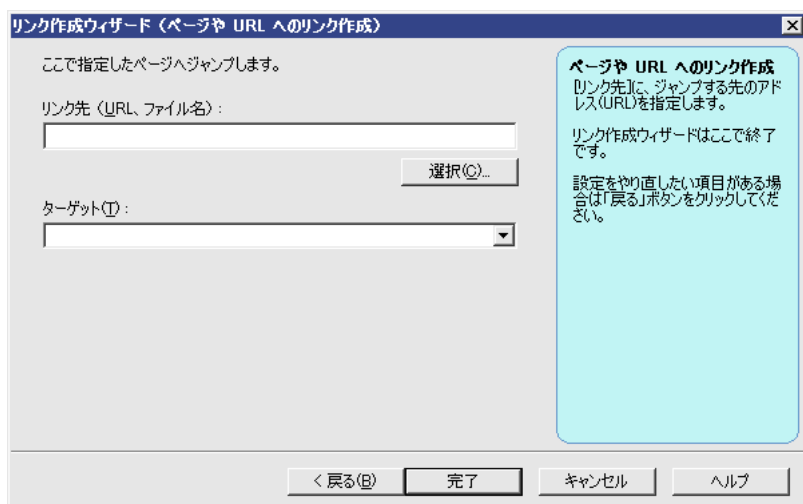 リンク作成ウィザード（ページや URL へのリンク作成）
ここで指定したページへジャンプします。
リンク先（URL、ファイル名）:
選択(C)...
ターゲット(T):
ページや URL へのリンク作成
[リンク先]に、ジャンプする先のアド
レス(URL)を指定します。
リンク作成ウィザードはここで終了
です。
設定をやり直したい項目がある場
合は「戻る」ボタンをクリックしてくだ
さい。
< 戻る(B)
完了
キャンセル
ヘルプ